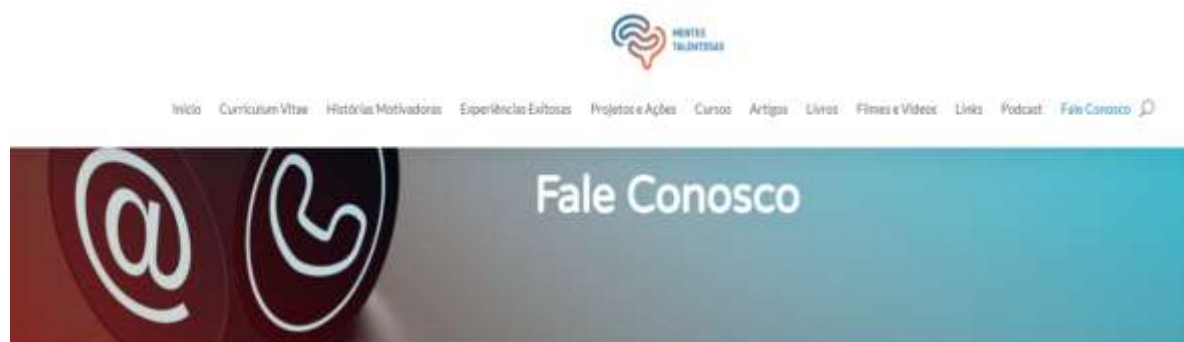 MENTES
TALENTOSAS
Início Curriculum Vitae Histórias Motivadoras Experiências Exitosas Projetos e Ações Cursos Artigos Livros Filmes e Vídeos Links Podcast Fale Conosco
@ Fale Conosco